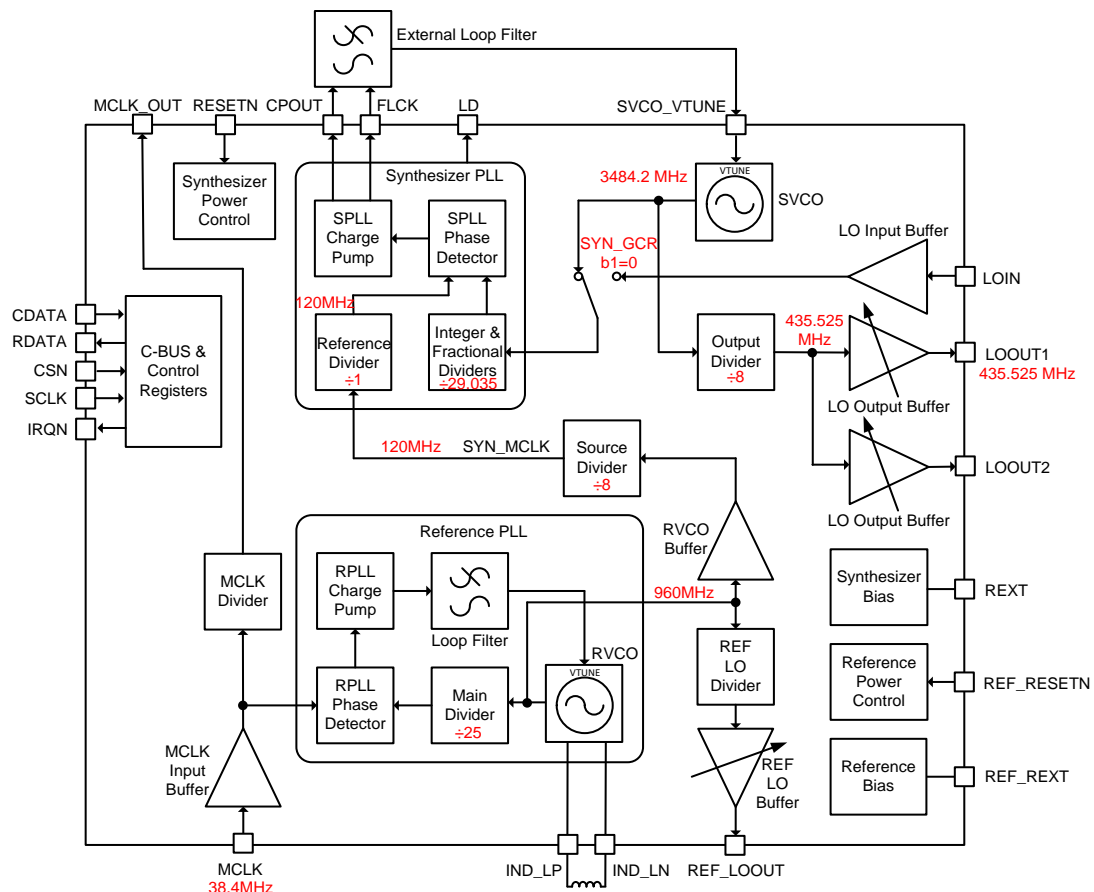 External Loop Filter
MCLK_OUT
RESETN
CPOUT
FLCK
LD
SVCO_VTUNE
Synthesizer
Power
Control
Synthesizer PLL
SPLL
Charge
Pump
SPLL
Phase
Detector
3484.2 MHz
VTUNE
SVCO
SYN_GCR
b1=0
LO Input Buffer
LOIN
CDATA
RDATA
CSN
SCLK
IRQN
C-BUS &
Control
Registers
120MHz
Reference
Divider
÷1
Integer &
Fractional
Dividers
÷29.035
Output
Divider
÷8
435.525
MHz
LOOUT1
435.525 MHz
LO Output Buffer
LOOUT2
LO Output Buffer
120MHz
SYN_MCLK
Source
Divider
÷8
Reference PLL
RVCO
Buffer
MCLK
Divider
RPLL
Charge
Pump
Loop Filter
960MHz
Synthesizer
Bias
REXT
RPLL
Phase
Detector
Main
Divider
÷25
RVCO
VTUNE
REF
LO
Divider
Reference
Power
Control
REF_RESETN
MCLK
Input
Buffer
REF
LO
Buffer
Reference
Bias
REF_REXT
MCLK
38.4MHz
IND_LP
IND_LN
REF_LOOUT